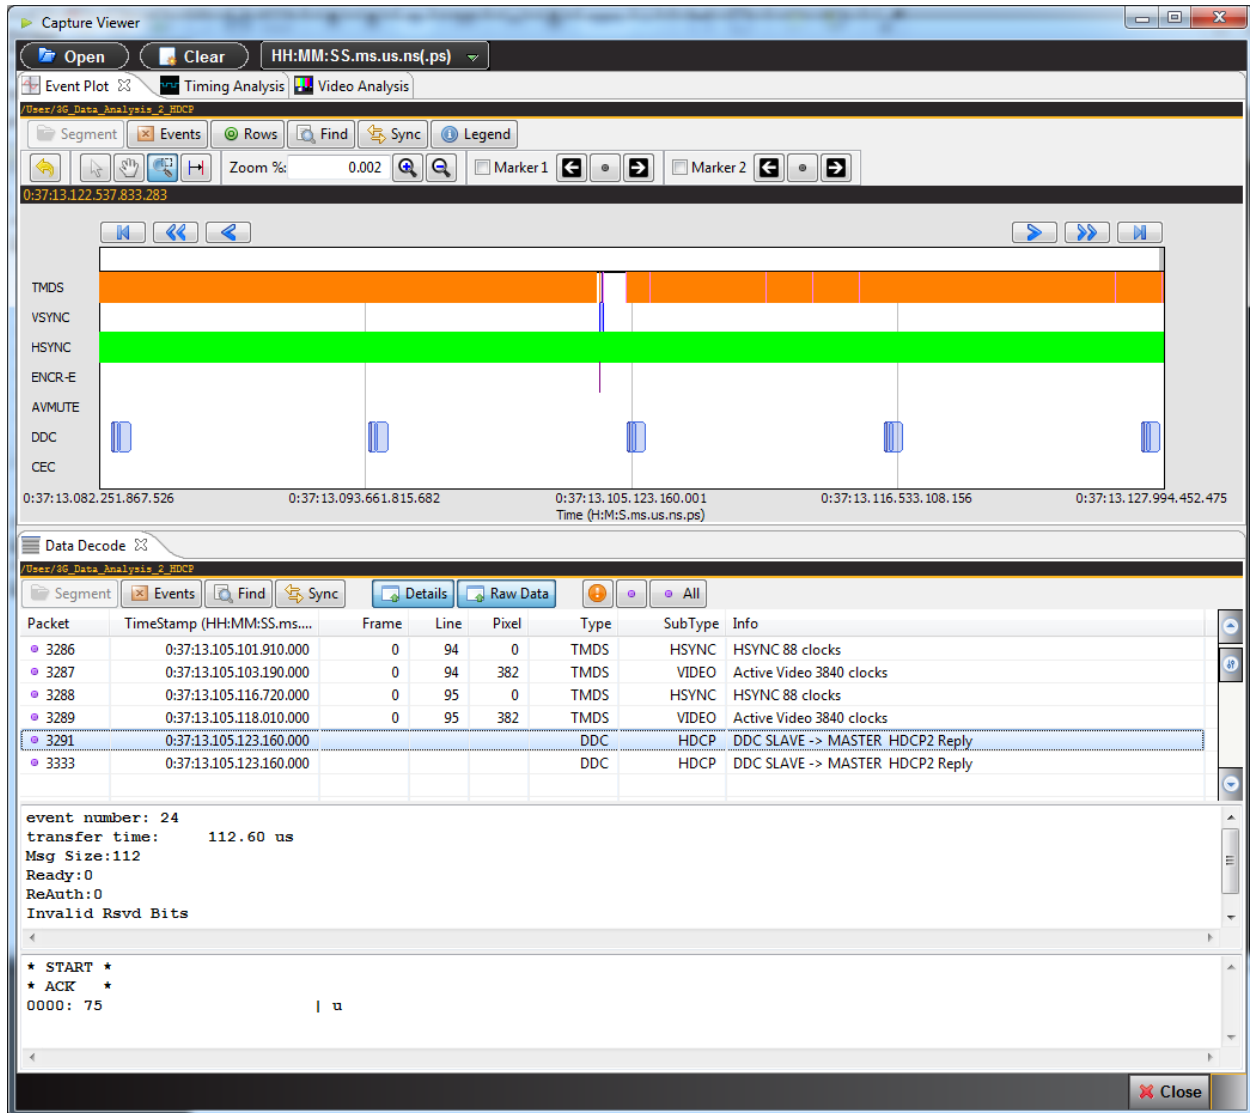 Capture Viewer
Open Clear HH:MM:SS.ms.us.ns(.ps)
Event Plot Timing Analysis Video Analysis
/User/3G_Data_Analysis_2_HDCP
Segment Events Rows Find Sync Legend
Zoom %: 0.002 Marker 1 Marker 2
0:37:13.122.537.833.283
TMDS
VSYNC
HSYNC
ENCR-E
AVMUTE
DDC
CEC
0:37:13.082.251.867.526 0:37:13.093.661.815.682 0:37:13.105.123.160.001 0:37:13.116.533.108.156 0:37:13.127.994.452.475
Time (H:M:S.ms.us.ns.ps)
Data Decode
/User/3G_Data_Analysis_2_HDCP
Segment Events Find Sync Details Raw Data All
Packet TimeStamp (HH:MM:SS.ms.... Frame Line Pixel Type SubType Info
3286 0:37:13.105.101.910.000 0 94 0 TMDS HSYNC HSYNC 88 clocks
3287 0:37:13.105.103.190.000 0 94 382 TMDS VIDEO Active Video 3840 clocks
3288 0:37:13.105.116.720.000 0 95 0 TMDS HSYNC HSYNC 88 clocks
3289 0:37:13.105.118.010.000 0 95 382 TMDS VIDEO Active Video 3840 clocks
3291 0:37:13.105.123.160.000 DDC HDCP DDC SLAVE -> MASTER HDCP2 Reply
3333 0:37:13.105.123.160.000 DDC HDCP DDC SLAVE -> MASTER HDCP2 Reply
event number: 24
transfer time: 112.60 us
Msg Size:112
Ready:0
ReAuth:0
Invalid Rsvd Bits
* START *
* ACK *
0000: 75 | u
Close